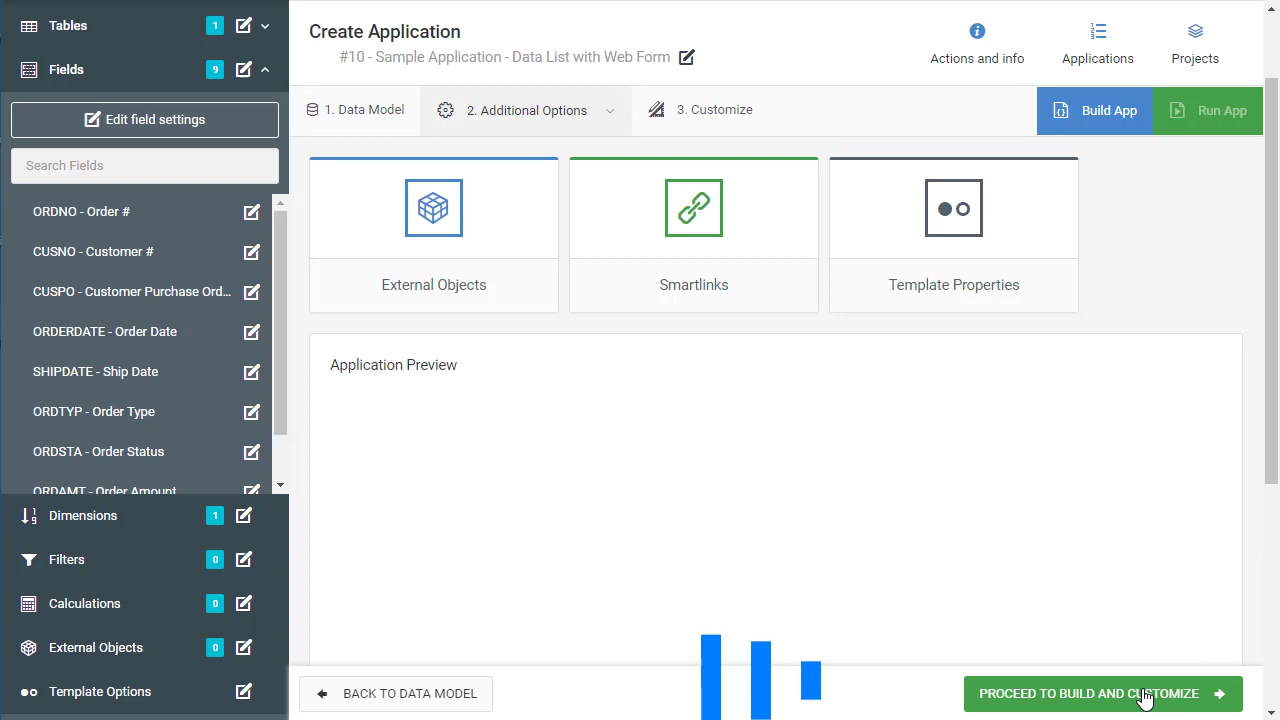 Tables 1
Fields 9
Edit field settings
Search Fields
ORDNO - Order #
CUSNO - Customer #
CUSPO - Customer Purchase Ord...
ORDERDATE - Order Date
SHIPDATE - Ship Date
ORDTYP - Order Type
ORDSTA - Order Status
ORDAMT - Order Amount
Dimensions 1
Filters 0
Calculations 0
External Objects 0
Template Options
Create Application
#10 - Sample Application - Data List with Web Form
Actions and info
Applications
Projects
1. Data Model
2. Additional Options
3. Customize
Build App
Run App
External Objects
Smartlinks
Template Properties
Application Preview
BACK TO DATA MODEL
PROCEED TO BUILD AND CUSTOMIZE